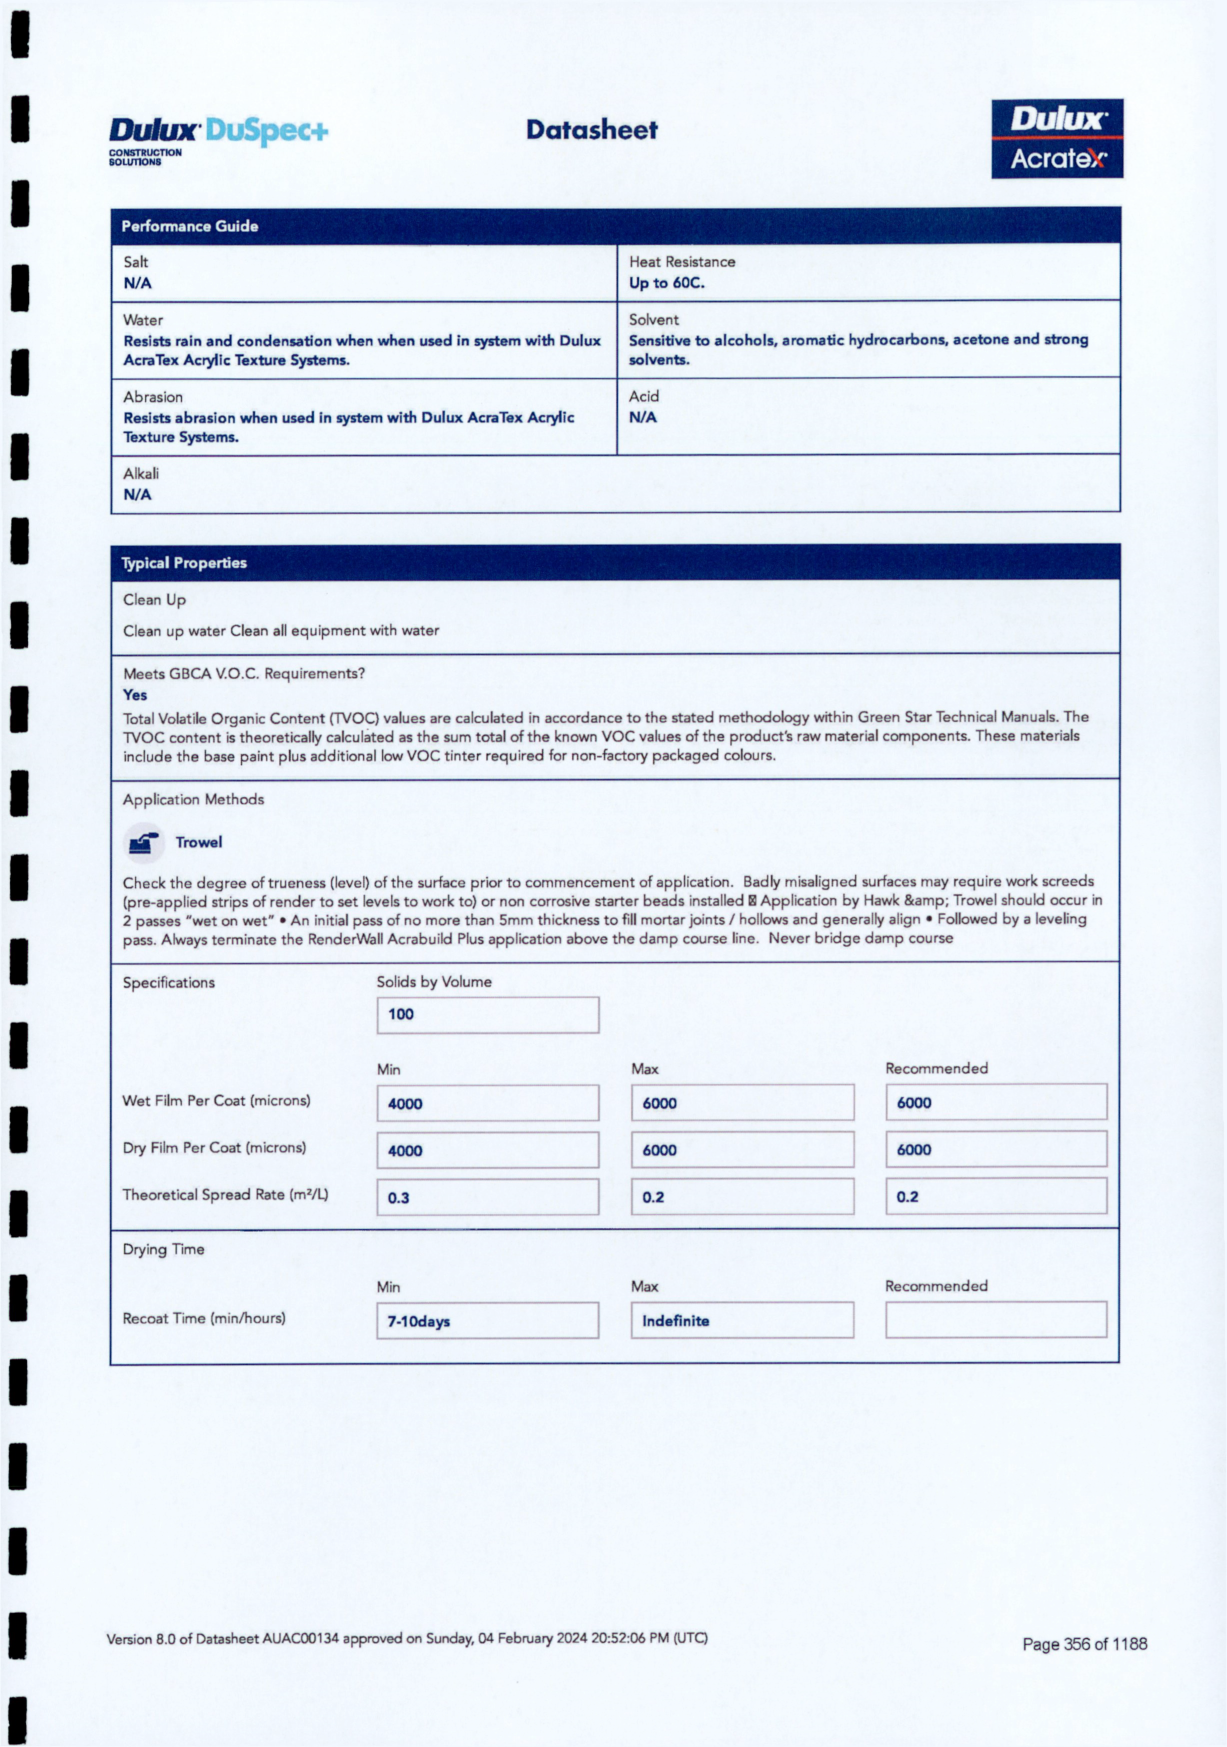 Dulux DuSpec+
CONSTRUCTION
SOLUTIONS
Datasheet
Dulux
Acratex
Performance Guide
Salt
N/A
Heat Resistance
Up to 60C.
Water
Resists rain and condensation when when used in system with Dulux
AcraTex Acrylic Texture Systems.
Solvent
Sensitive to alcohols, aromatic hydrocarbons, acetone and strong
solvents.
Abrasion
Resists abrasion when used in system with Dulux AcraTex Acrylic
Texture Systems.
Acid
N/A
Alkali
N/A
Typical Properties
Clean Up
Clean up water Clean all equipment with water
Meets GBCA V.O.C. Requirements?
Yes
Total Volatile Organic Content (TVOC) values are calculated in accordance to the stated methodology within Green Star Technical Manuals. The
TVOC content is theoretically calculated as the sum total of the known VOC values of the product's raw material components. These materials
include the base paint plus additional low VOC tinter required for non-factory packaged colours.
Application Methods
Trowel
Check the degree of trueness (level) of the surface prior to commencement of application.  Badly misaligned surfaces may require work screeds
(pre-applied strips of render to set levels to work to) or non corrosive starter beads installed  Application by Hawk &amp; Trowel should occur in
2 passes "wet on wet" • An initial pass of no more than 5mm thickness to fill mortar joints / hollows and generally align • Followed by a leveling
pass. Always terminate the RenderWall Acrabuild Plus application above the damp course line.  Never bridge damp course
Specifications
Solids by Volume
100
Min Max Recommended
Wet Film Per Coat (microns) 4000 6000 6000
Dry Film Per Coat (microns) 4000 6000 6000
Theoretical Spread Rate (m²/L) 0.3 0.2 0.2
Drying Time
Min Max Recommended
Recoat Time (min/hours) 7-10days Indefinite
Version 8.0 of Datasheet AUAC00134 approved on Sunday, 04 February 2024 20:52:06 PM (UTC)
Page 356 of 1188